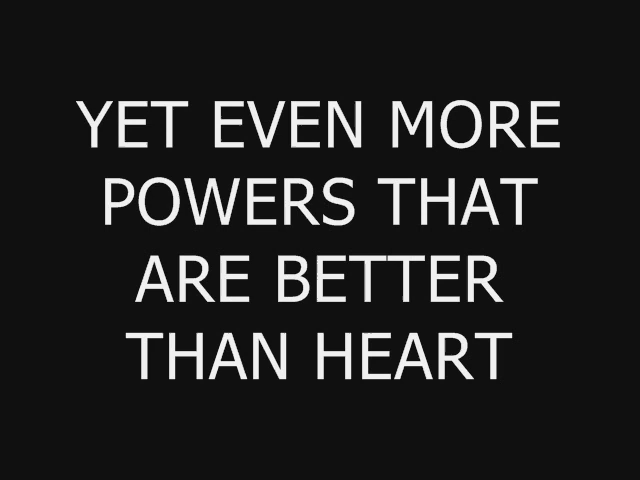 YET EVEN MORE
POWERS THAT
ARE BETTER
THAN HEART